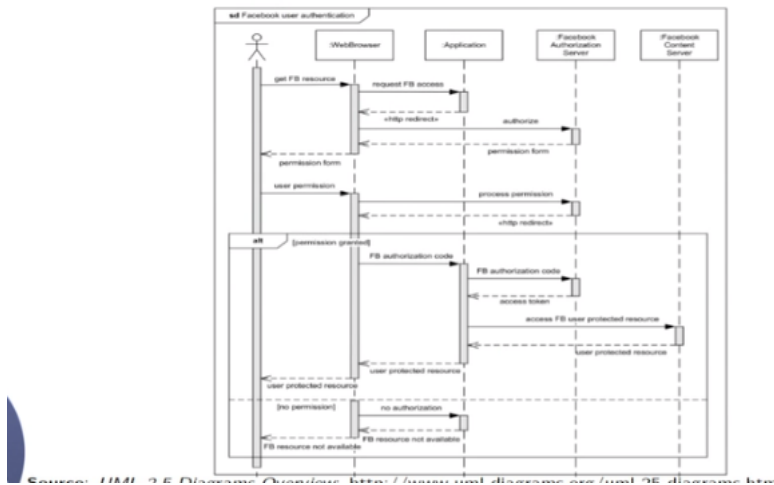 sd Facebook user authentication
:WebBrowser
:Application
:Facebook
Authorization
Server
:Facebook
Content
Server
get FB resource
request FB access
«http redirect»
authorize
permission form
permission form
user permission
process permission
«http redirect»
alt
[permission granted]
FB authorization code
FB authorization code
access token
access FB user protected resource
user protected resource
user protected resource
user protected resource
[no permission]
no authorization
FB resource not available
FB resource not available
Source: UML 2.5 Diagrams Overview, http://www.uml-diagrams.org/uml-25-diagrams.htm